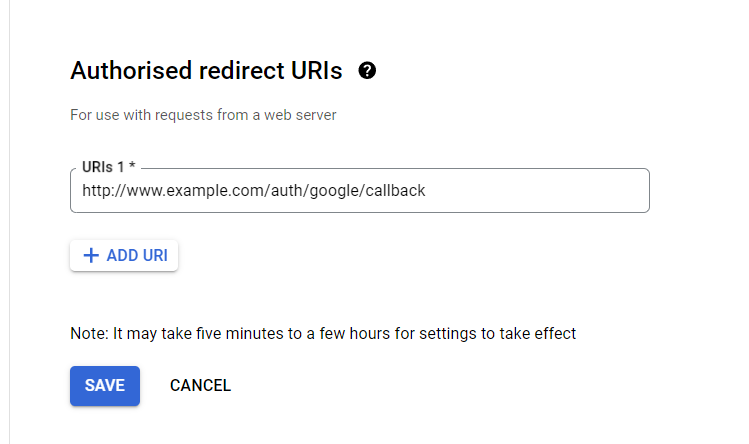 Authorised redirect URIs ?
For use with requests from a web server
URIs 1 *
http://www.example.com/auth/google/callback
+ ADD URI
Note: It may take five minutes to a few hours for settings to take effect
SAVE CANCEL